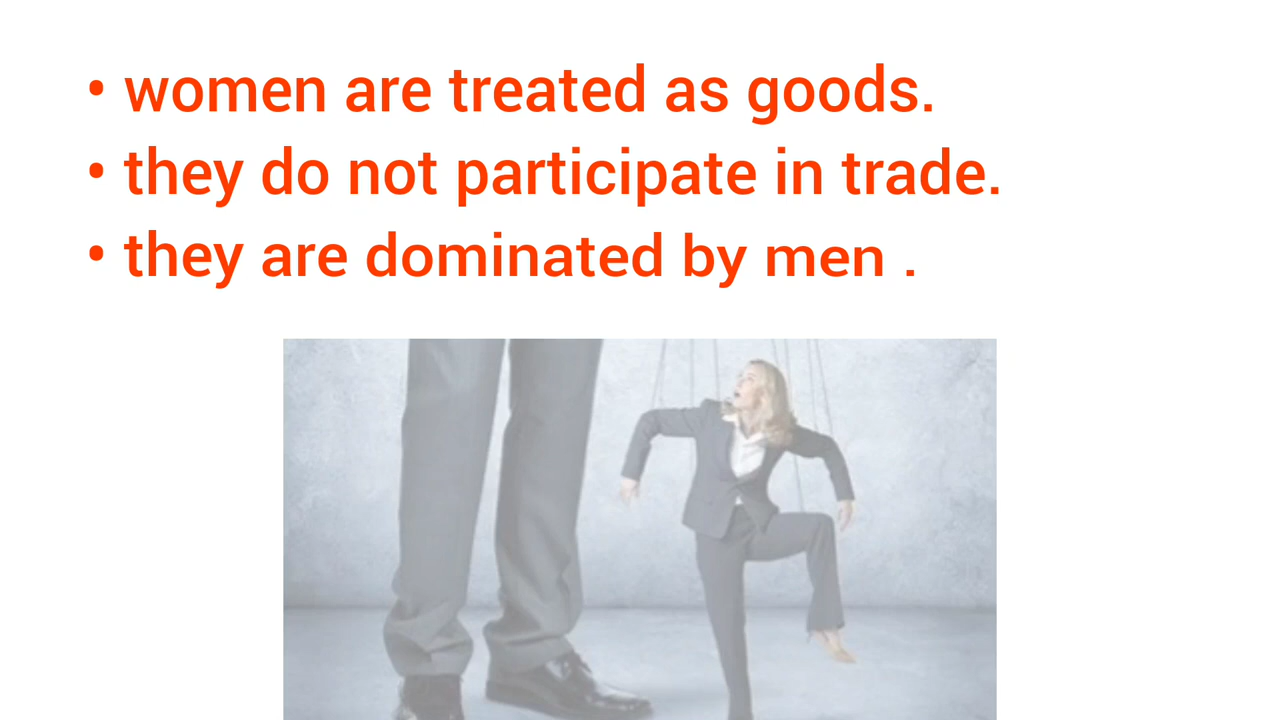 • women are treated as goods.
• they do not participate in trade.
• they are dominated by men .